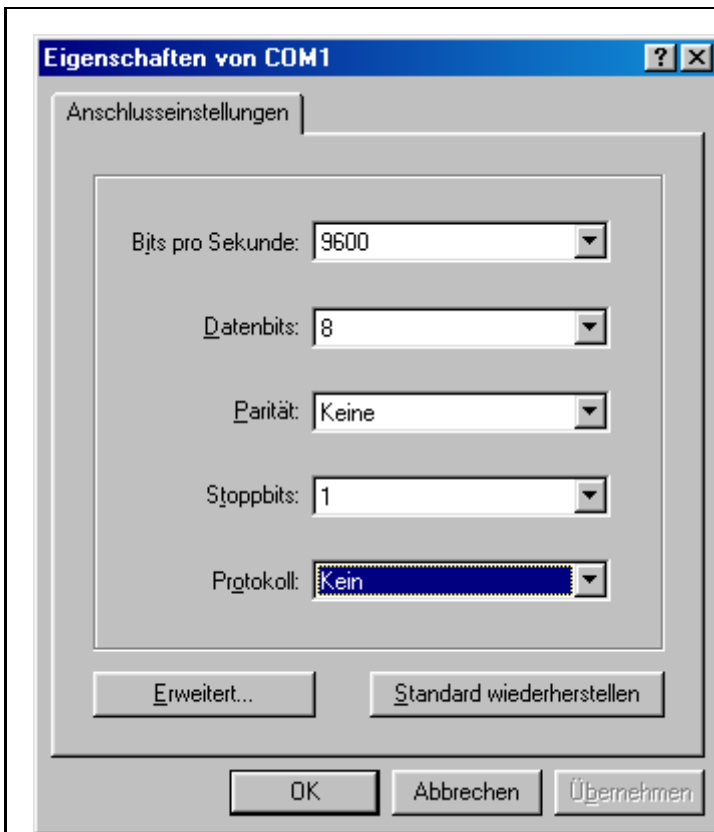 Eigenschaften von COM1
Anschlusseinstellungen
Bits pro Sekunde: 9600
Datenbits: 8
Parität: Keine
Stoppbits: 1
Protokoll: Kein
Erweitert... Standard wiederherstellen
OK Abbrechen Übernehmen